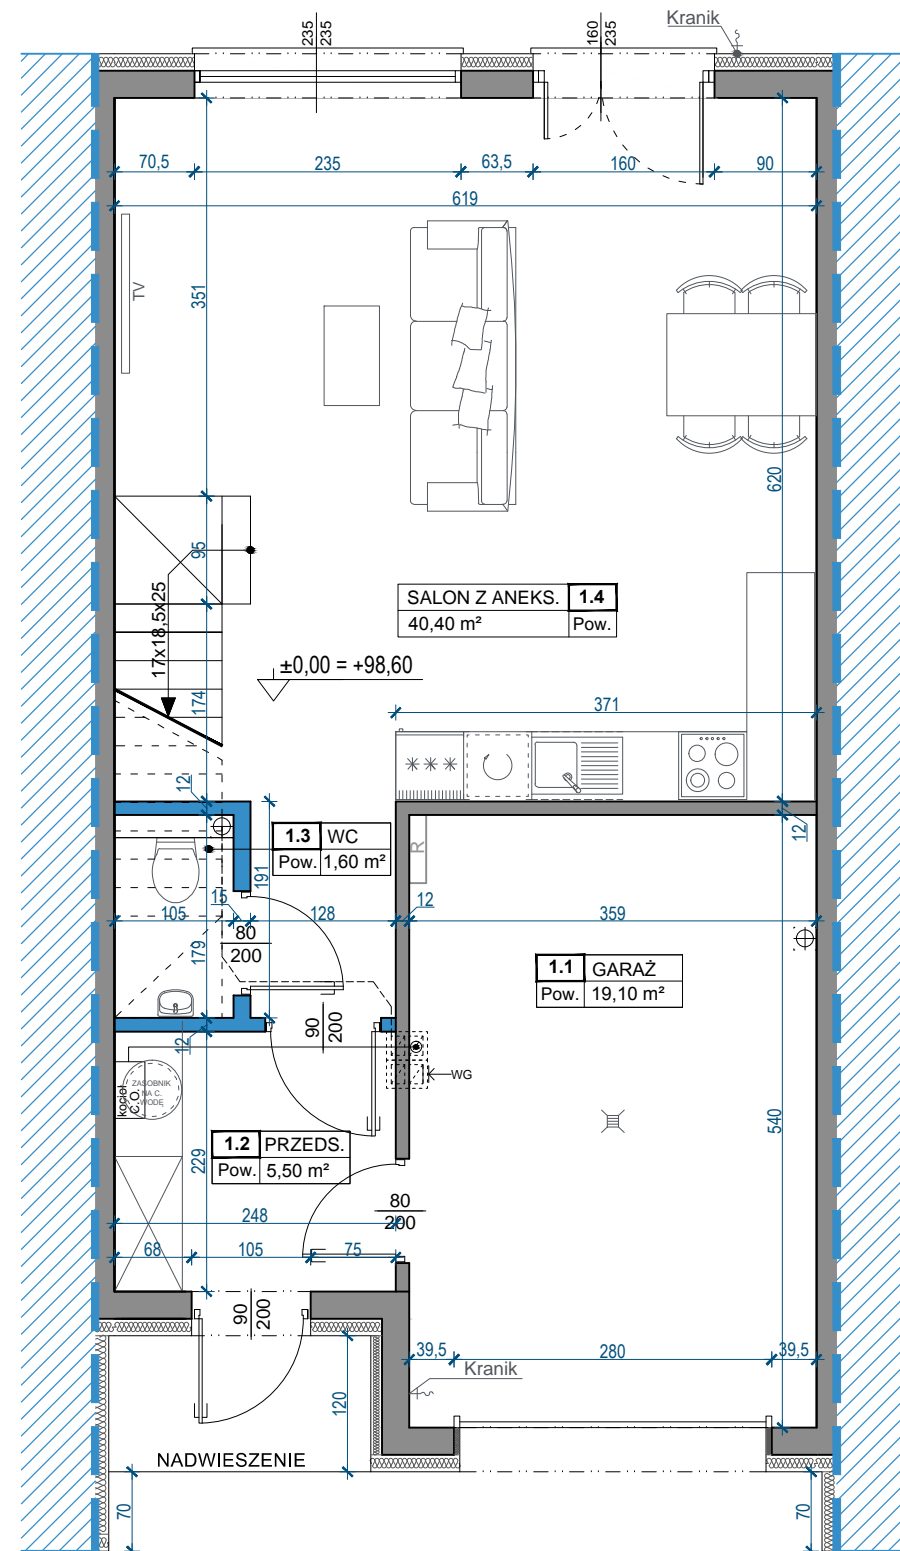 Kranik
235
235
160
235
70,5
235
63,5
160
90
619
TV
351
620
95
17x18,5x25
SALON Z ANEKS. 1.4
40,40 m² Pow.
±0,00 = +98,60
174
371
12
12
1.3 WC
Pow. 1,60 m²
R
191
15
105
128
12
359
80
200
179
1.1 GARAŻ
Pow. 19,10 m²
90
200
12
WG
ZASOBNIK
NA C.
WODĘ
kocioł
C.O.
540
1.2 PRZEDS.
Pow. 5,50 m²
229
80
200
248
68
105
75
90
200
39,5
280
39,5
Kranik
120
NADWIESZENIE
70
70